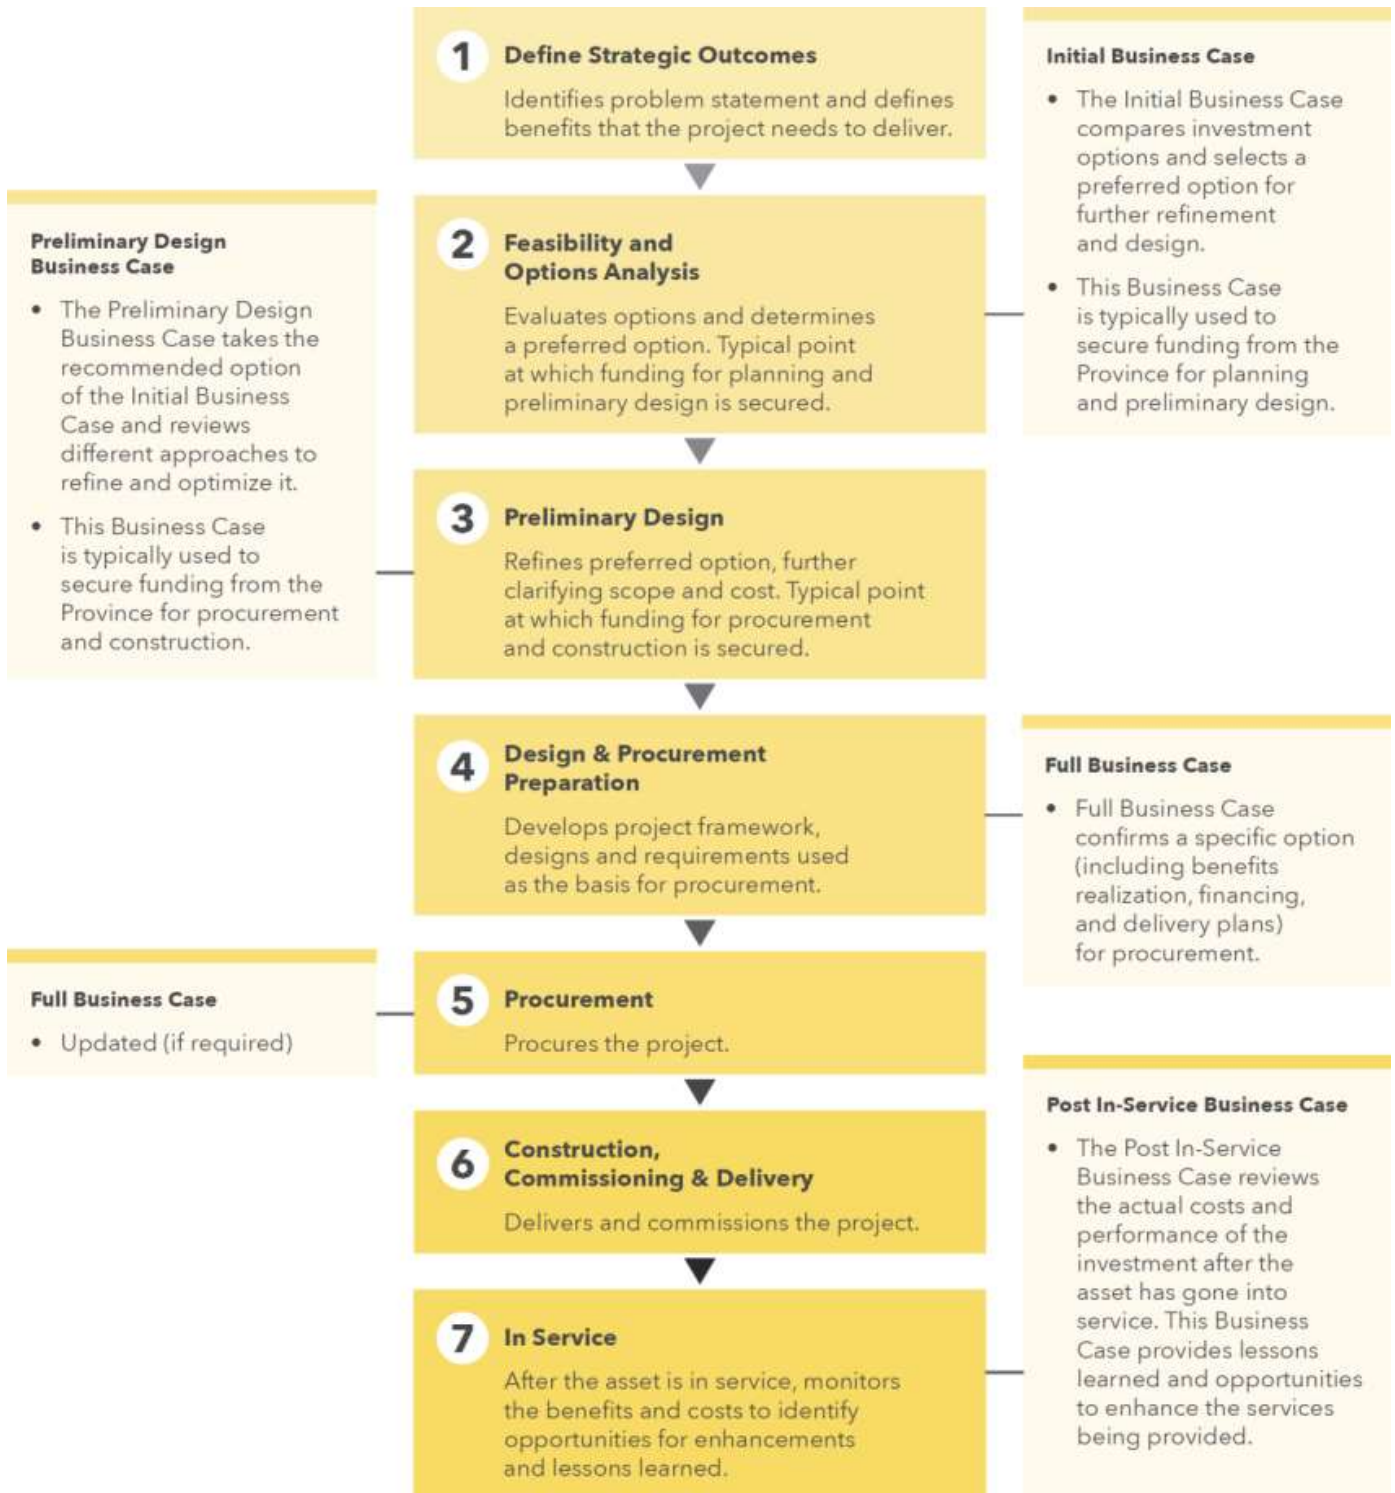 1
Define Strategic Outcomes
Identifies problem statement and defines
benefits that the project needs to deliver.
Initial Business Case
• The Initial Business Case
compares investment
options and selects a
preferred option for
further refinement
and design.
• This Business Case
is typically used to
secure funding from the
Province for planning
and preliminary design.
2
Feasibility and
Options Analysis
Evaluates options and determines
a preferred option. Typical point
at which funding for planning and
preliminary design is secured.
Preliminary Design
Business Case
• The Preliminary Design
Business Case takes the
recommended option
of the Initial Business
Case and reviews
different approaches to
refine and optimize it.
• This Business Case
is typically used to
secure funding from the
Province for procurement
and construction.
3
Preliminary Design
Refines preferred option, further
clarifying scope and cost. Typical point
at which funding for procurement
and construction is secured.
4
Design & Procurement
Preparation
Develops project framework,
designs and requirements used
as the basis for procurement.
Full Business Case
• Full Business Case
confirms a specific option
(including benefits
realization, financing,
and delivery plans)
for procurement.
Full Business Case
• Updated (if required)
5
Procurement
Procures the project.
6
Construction,
Commissioning & Delivery
Delivers and commissions the project.
Post In-Service Business Case
• The Post In-Service
Business Case reviews
the actual costs and
performance of the
investment after the
asset has gone into
service. This Business
Case provides lessons
learned and opportunities
to enhance the services
being provided.
7
In Service
After the asset is in service, monitors
the benefits and costs to identify
opportunities for enhancements
and lessons learned.